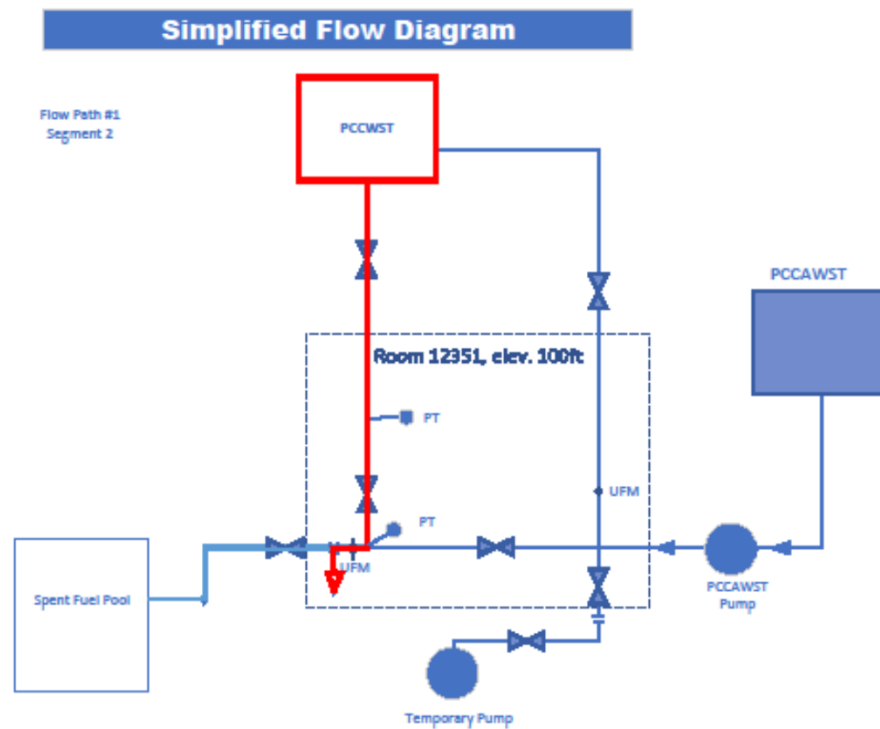 Simplified Flow Diagram
Flow Path #1
Segment 2
PCCWST
PCCAWST
Room 12351, elev. 100ft
PT
UFM
PT
UFM
PCCAWST
Pump
Spent Fuel Pool
Temporary Pump